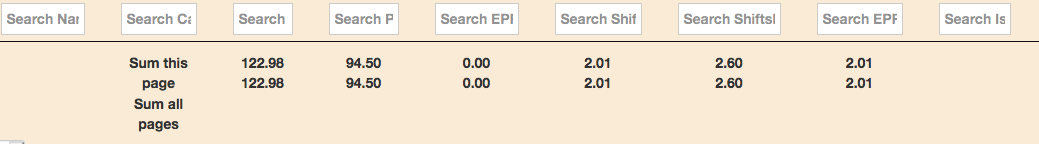 Search Nar Search Ca Search Search P Search EPI Search Shif Search Shiftsl Search EPF Search Is
Sum this 122.98 94.50 0.00 2.01 2.60 2.01
page 122.98 94.50 0.00 2.01 2.60 2.01
Sum all
pages